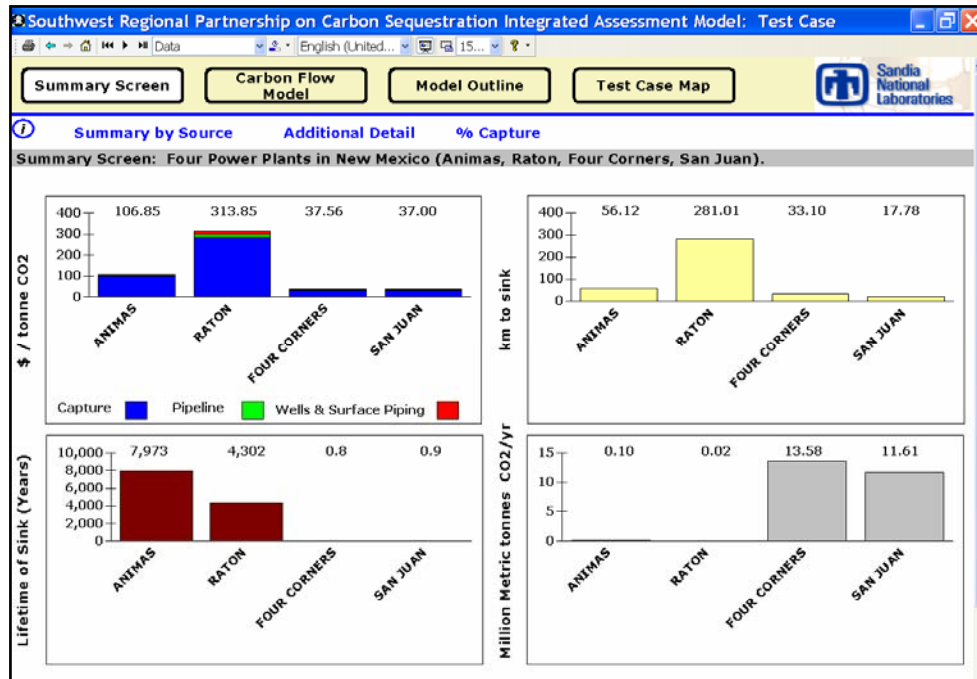 Southwest Regional Partnership on Carbon Sequestration Integrated Assessment Model: Test Case
Data English (United... 15...
Summary Screen
Carbon Flow
Model
Model Outline
Test Case Map
Sandia
National
Laboratories
i Summary by Source Additional Detail % Capture
Summary Screen: Four Power Plants in New Mexico (Animas, Raton, Four Corners, San Juan).
$ / tonne CO2
106.85 313.85 37.56 37.00
400
300
200
100
0
ANIMAS RATON FOUR CORNERS SAN JUAN
Capture Pipeline Wells & Surface Piping
km to sink
56.12 281.01 33.10 17.78
400
300
200
100
0
ANIMAS RATON FOUR CORNERS SAN JUAN
Lifetime of Sink (Years)
7,973 4,302 0.8 0.9
10,000
8,000
6,000
4,000
2,000
0
ANIMAS RATON FOUR CORNERS SAN JUAN
Million Metric tonnes CO2/yr
0.10 0.02 13.58 11.61
15
10
5
0
ANIMAS RATON FOUR CORNERS SAN JUAN